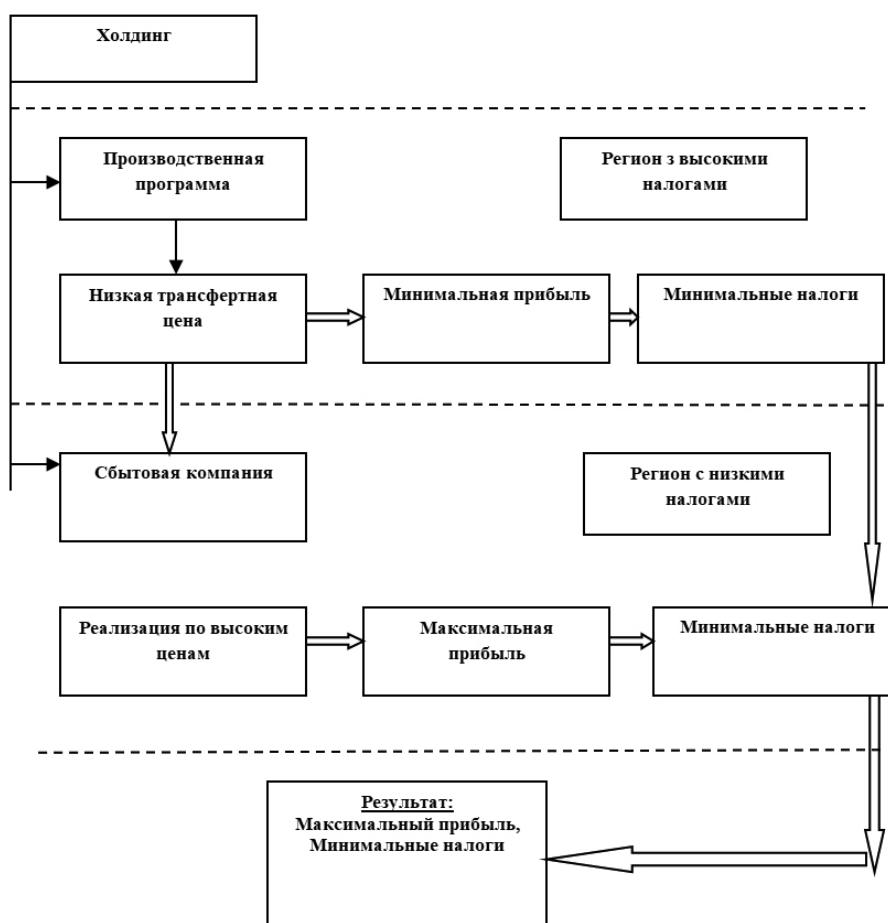 Холдинг
Производственная
программа
Регион з высокими
налогами
Низкая трансфертная
цена
Минимальная прибыль
Минимальные налоги
Сбытовая компания
Регион с низкими
налогами
Реализация по высоким
ценам
Максимальная
прибыль
Минимальные налоги
Результат:
Максимальный прибыль,
Минимальные налоги